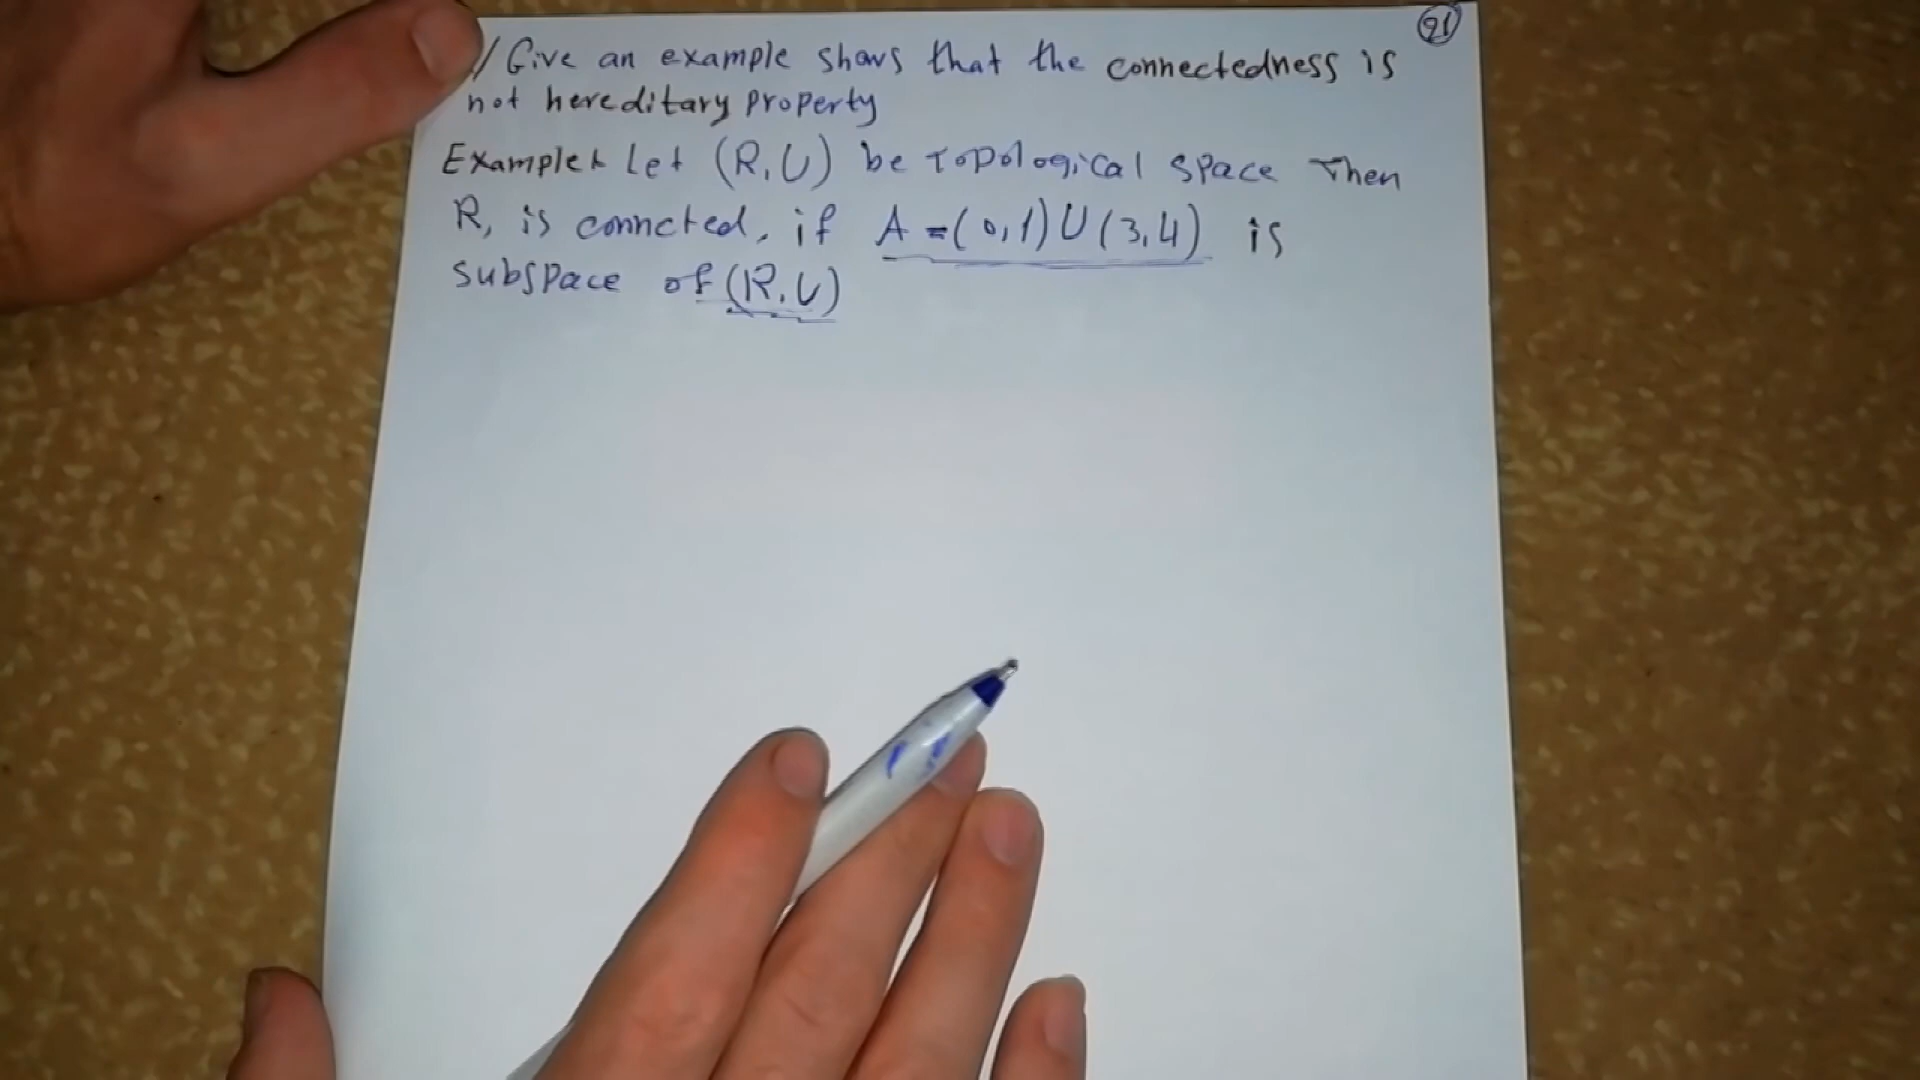 91
// Give an example shows that the connectedness is
not hereditary property
Example Let (R,U) be Topological space Then
R, is conncted, if A=(0,1)U(3,4) is
subspace of (R,U)